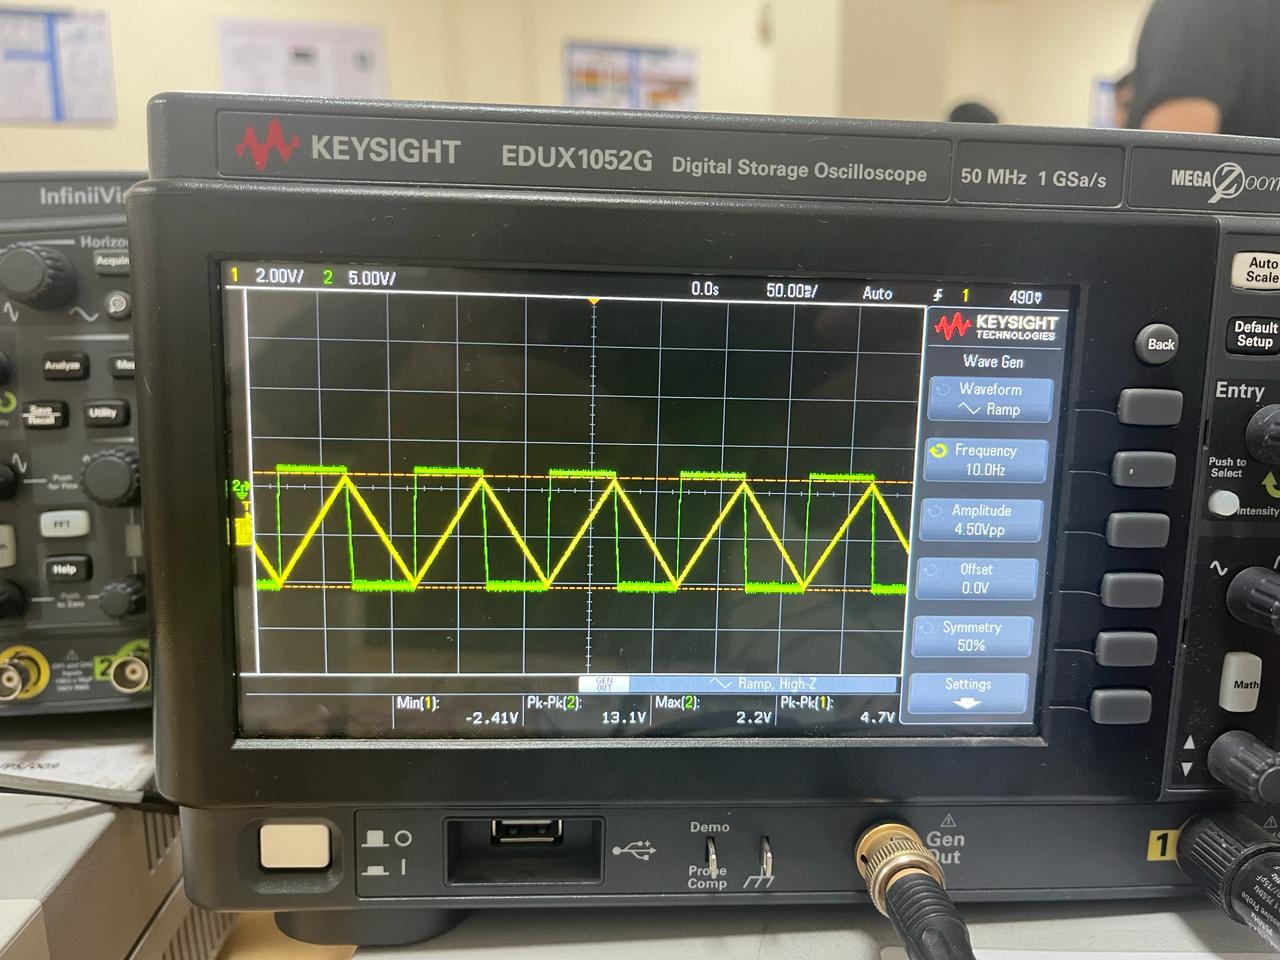 KEYSIGHT EDUX1052G Digital Storage Oscilloscope 50 MHz 1 GSa/s MEGA Zoom
InfiniiVis
Horizon
Acquire
Analyze
Save
Recall
Utility
Push
for Fine
FFT
Help
Push
to Zero
2
1 2.00V/ 2 5.00V/ 0.0s 50.00ms/ Auto 1 490mV
KEYSIGHT
TECHNOLOGIES
Wave Gen
Waveform
Ramp
Frequency
10.0Hz
Amplitude
4.50Vpp
Offset
0.0V
Symmetry
50%
Settings
2
T
GEN
OUT
Ramp, High-Z
Min(1): Pk-Pk(2): Max(2): Pk-Pk(1):
-2.41V 13.1V 2.2V 4.7V
Back
Auto
Scale
Default
Setup
Entry
Push to
Select
Intensity
Math
Demo
Probe
Comp
Gen
Out
1